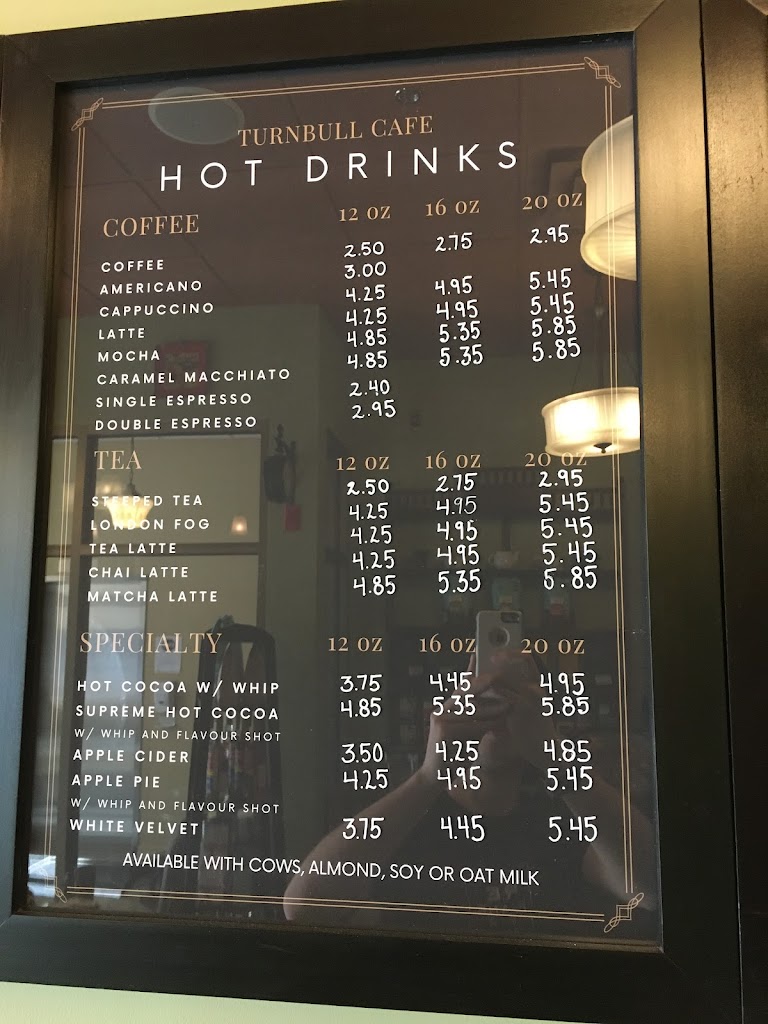 TURNBULL CAFE
HOT DRINKS
COFFEE 12 OZ 16 OZ 20 OZ
COFFEE 2.50 2.75 2.95
AMERICANO 3.00
CAPPUCCINO 4.25 4.95 5.45
LATTE 4.25 4.95 5.45
MOCHA 4.85 5.35 5.85
CARAMEL MACCHIATO 4.85 5.35 5.85
SINGLE ESPRESSO 2.40
DOUBLE ESPRESSO 2.95
TEA 12 OZ 16 OZ 20 OZ
STEEPED TEA 2.50 2.75 2.95
LONDON FOG 4.25 4.95 5.45
TEA LATTE 4.25 4.95 5.45
CHAI LATTE 4.25 4.95 5.45
MATCHA LATTE 4.85 5.35 5.85
SPECIALTY 12 OZ 16 OZ 20 OZ
HOT COCOA W/ WHIP 3.75 4.45 4.95
SUPREME HOT COCOA 4.85 5.35 5.85
W/ WHIP AND FLAVOUR SHOT
APPLE CIDER 3.50 4.25 4.85
APPLE PIE 4.25 4.95 5.45
W/ WHIP AND FLAVOUR SHOT
WHITE VELVET 3.75 4.45 5.45
AVAILABLE WITH COWS, ALMOND, SOY OR OAT MILK